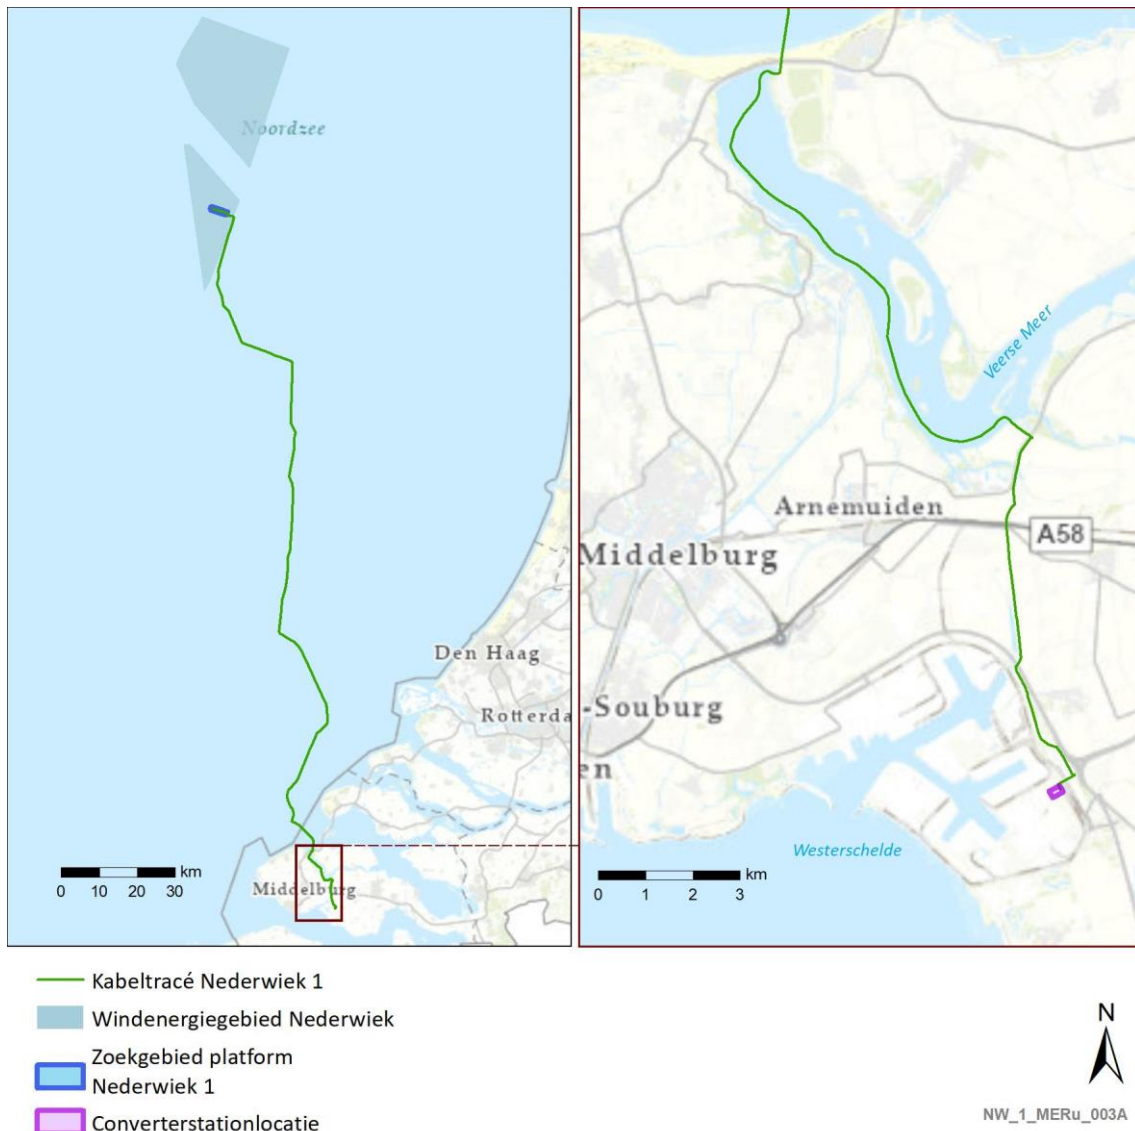 Noordzee
Den Haag
Rotterda
0 10 20 30 km
Middelburg
Veerse Meer
Arnemuiden
A58
Middelburg
-Souburg
en
Westerschelde
0 1 2 3 km
Kabeltracé Nederwiek 1
Windenergiegebied Nederwiek
Zoekgebied platform
Nederwiek 1
Converterstationlocatie
N
NW_1_MERu_003A